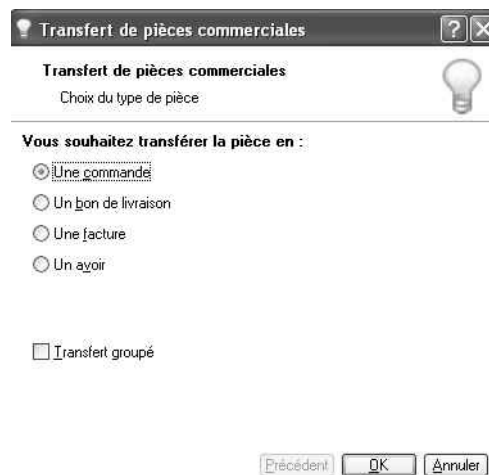 Transfert de pièces commerciales
Transfert de pièces commerciales
Choix du type de pièce
Vous souhaitez transférer la pièce en :
Une commande
Un bon de livraison
Une facture
Un avoir
Transfert groupé
Précédent OK Annuler